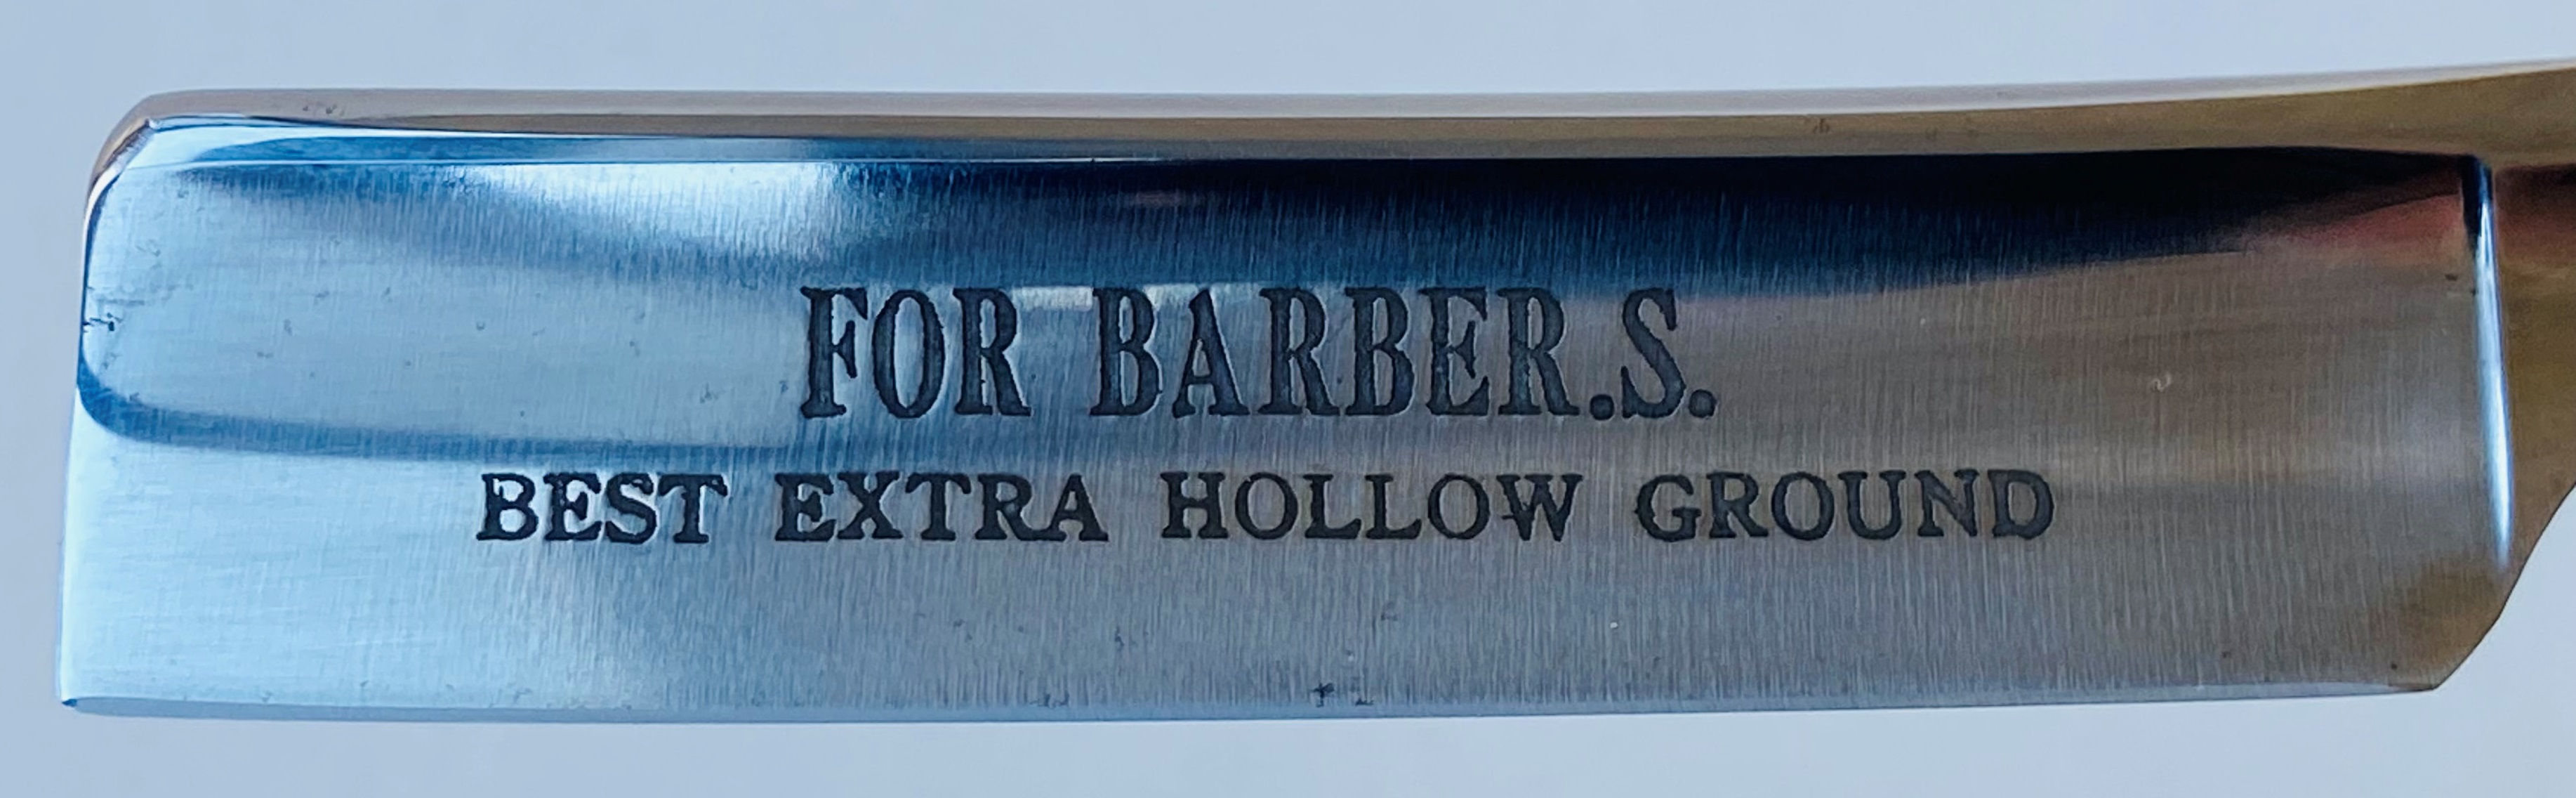 FOR BARBER.S.
BEST EXTRA HOLLOW GROUND